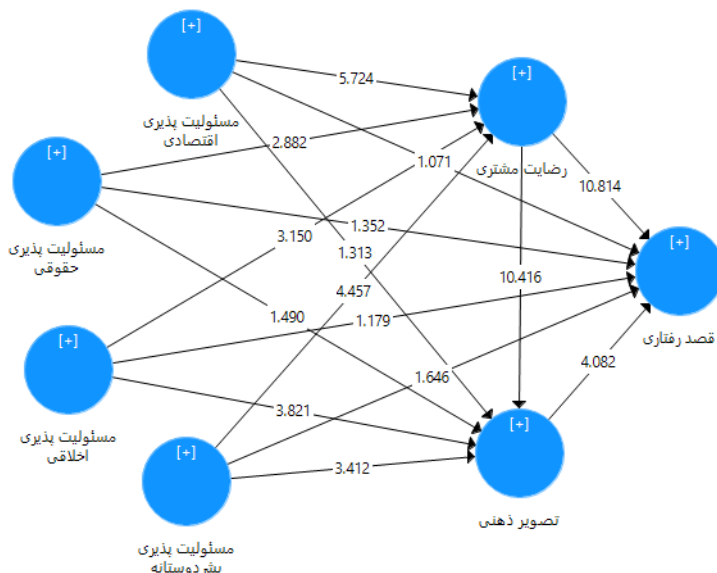 [+]
مسئولیت پذیری
اقتصادی
[+]
مسئولیت پذیری
حقوقی
[+]
مسئولیت پذیری
اخلاقی
[+]
مسئولیت پذیری
بشردوستانه
[+]
رضایت مشتری
[+]
قصد رفتاری
[+]
تصویر ذهنی
5.724
2.882
1.071
10.814
3.150
1.352
1.313
4.457
10.416
1.490
1.179
4.082
1.646
3.821
3.412